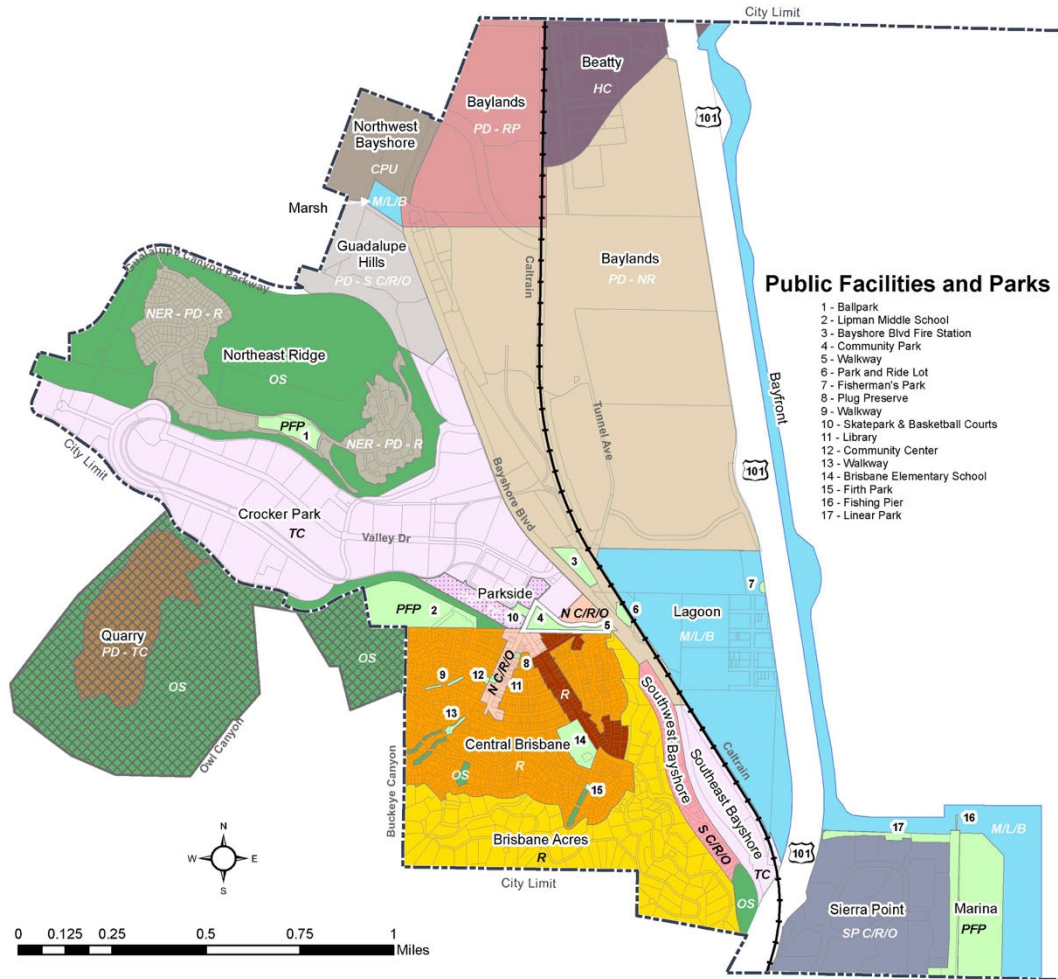 City Limit
Beatty
HC
Baylands
PD - RP
101
Northwest
Bayshore
CPU
Marsh
M/L/B
Guadalupe
Hills
PD - S C/R/O
Caltrain
Baylands
PD - NR
Guadalupe Canyon Parkway
NER - PD - R
Northeast Ridge
OS
PFP
1
NER - PD - R
Public Facilities and Parks
1 - Ballpark
2 - Lipman Middle School
3 - Bayshore Blvd Fire Station
4 - Community Park
5 - Walkway
6 - Park and Ride Lot
7 - Fisherman's Park
8 - Plug Preserve
9 - Walkway
10 - Skatepark & Basketball Courts
11 - Library
12 - Community Center
13 - Walkway
14 - Brisbane Elementary School
15 - Firth Park
16 - Fishing Pier
17 - Linear Park
Bayfront
Tunnel Ave
101
City Limit
Bayshore Blvd
Crocker Park
TC
Valley Dr
3
7
Parkside
PFP
2
10
4
N C/R/O
5
6
Lagoon
M/L/B
Quarry
PD - TC
OS
OS
Owl Canyon
Buckeye Canyon
9
12
N C/R/O
8
11
R
13
14
Central Brisbane
R
OS
15
Southwest Bayshore
S C/R/O
Southeast Bayshore
TC
Caltrain
Brisbane Acres
R
City Limit
OS
101
17
16
M/L/B
Sierra Point
SP C/R/O
Marina
PFP
N
W
E
S
0
0.125
0.25
0.5
0.75
1
Miles